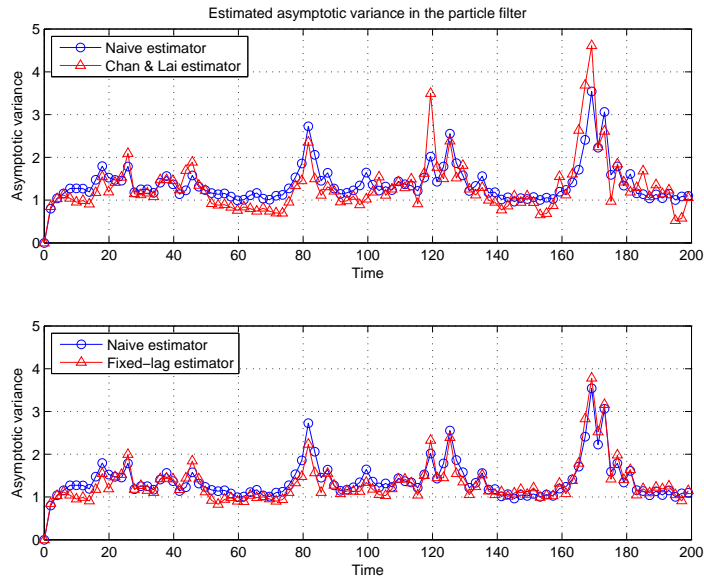 Estimated asymptotic variance in the particle filter
Asymptotic variance
5
4
3
2
1
0
Naive estimator
Chan & Lai estimator
0 20 40 60 80 100 120 140 160 180 200
Time
Asymptotic variance
5
4
3
2
1
0
Naive estimator
Fixed−lag estimator
0 20 40 60 80 100 120 140 160 180 200
Time